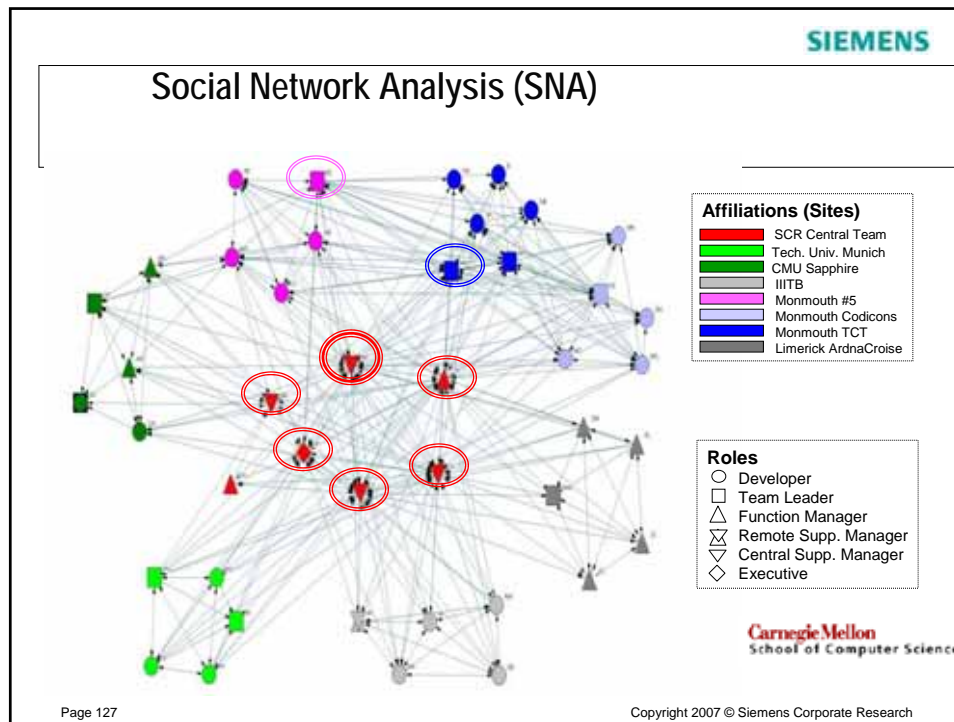 SIEMENS
Social Network Analysis (SNA)
Affiliations (Sites)
SCR Central Team
Tech. Univ. Munich
CMU Sapphire
IIITB
Monmouth #5
Monmouth Codicons
Monmouth TCT
Limerick ArdnaCroise
Roles
Developer
Team Leader
Function Manager
Remote Supp. Manager
Central Supp. Manager
Executive
Carnegie Mellon
School of Computer Science
Page 127
Copyright 2007 © Siemens Corporate Research